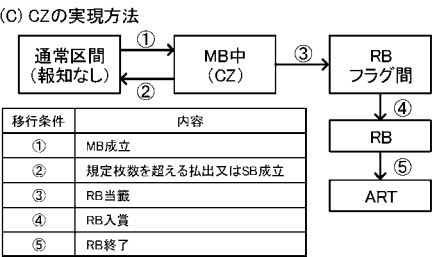 (C) CZの実現方法
通常区間
(報知なし)
①
②
MB中
(CZ)
③
RB
フラグ間
④
RB
⑤
ART
移行条件 内容
① MB成立
② 規定枚数を超える払出又はSB成立
③ RB当籤
④ RB入賞
⑤ RB終了